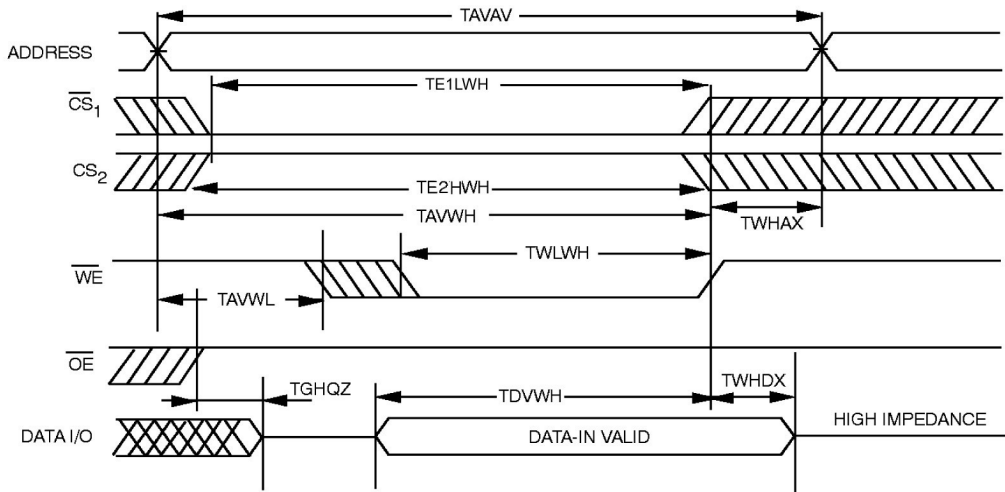 TAVAV
ADDRESS
TE1LWH
CS1
CS2
TE2HWH
TAVWH
TWHAX
TWLWH
WE
TAVWL
OE
TGHQZ
TDVWH
TWHDX
DATA I/O
DATA-IN VALID
HIGH IMPEDANCE